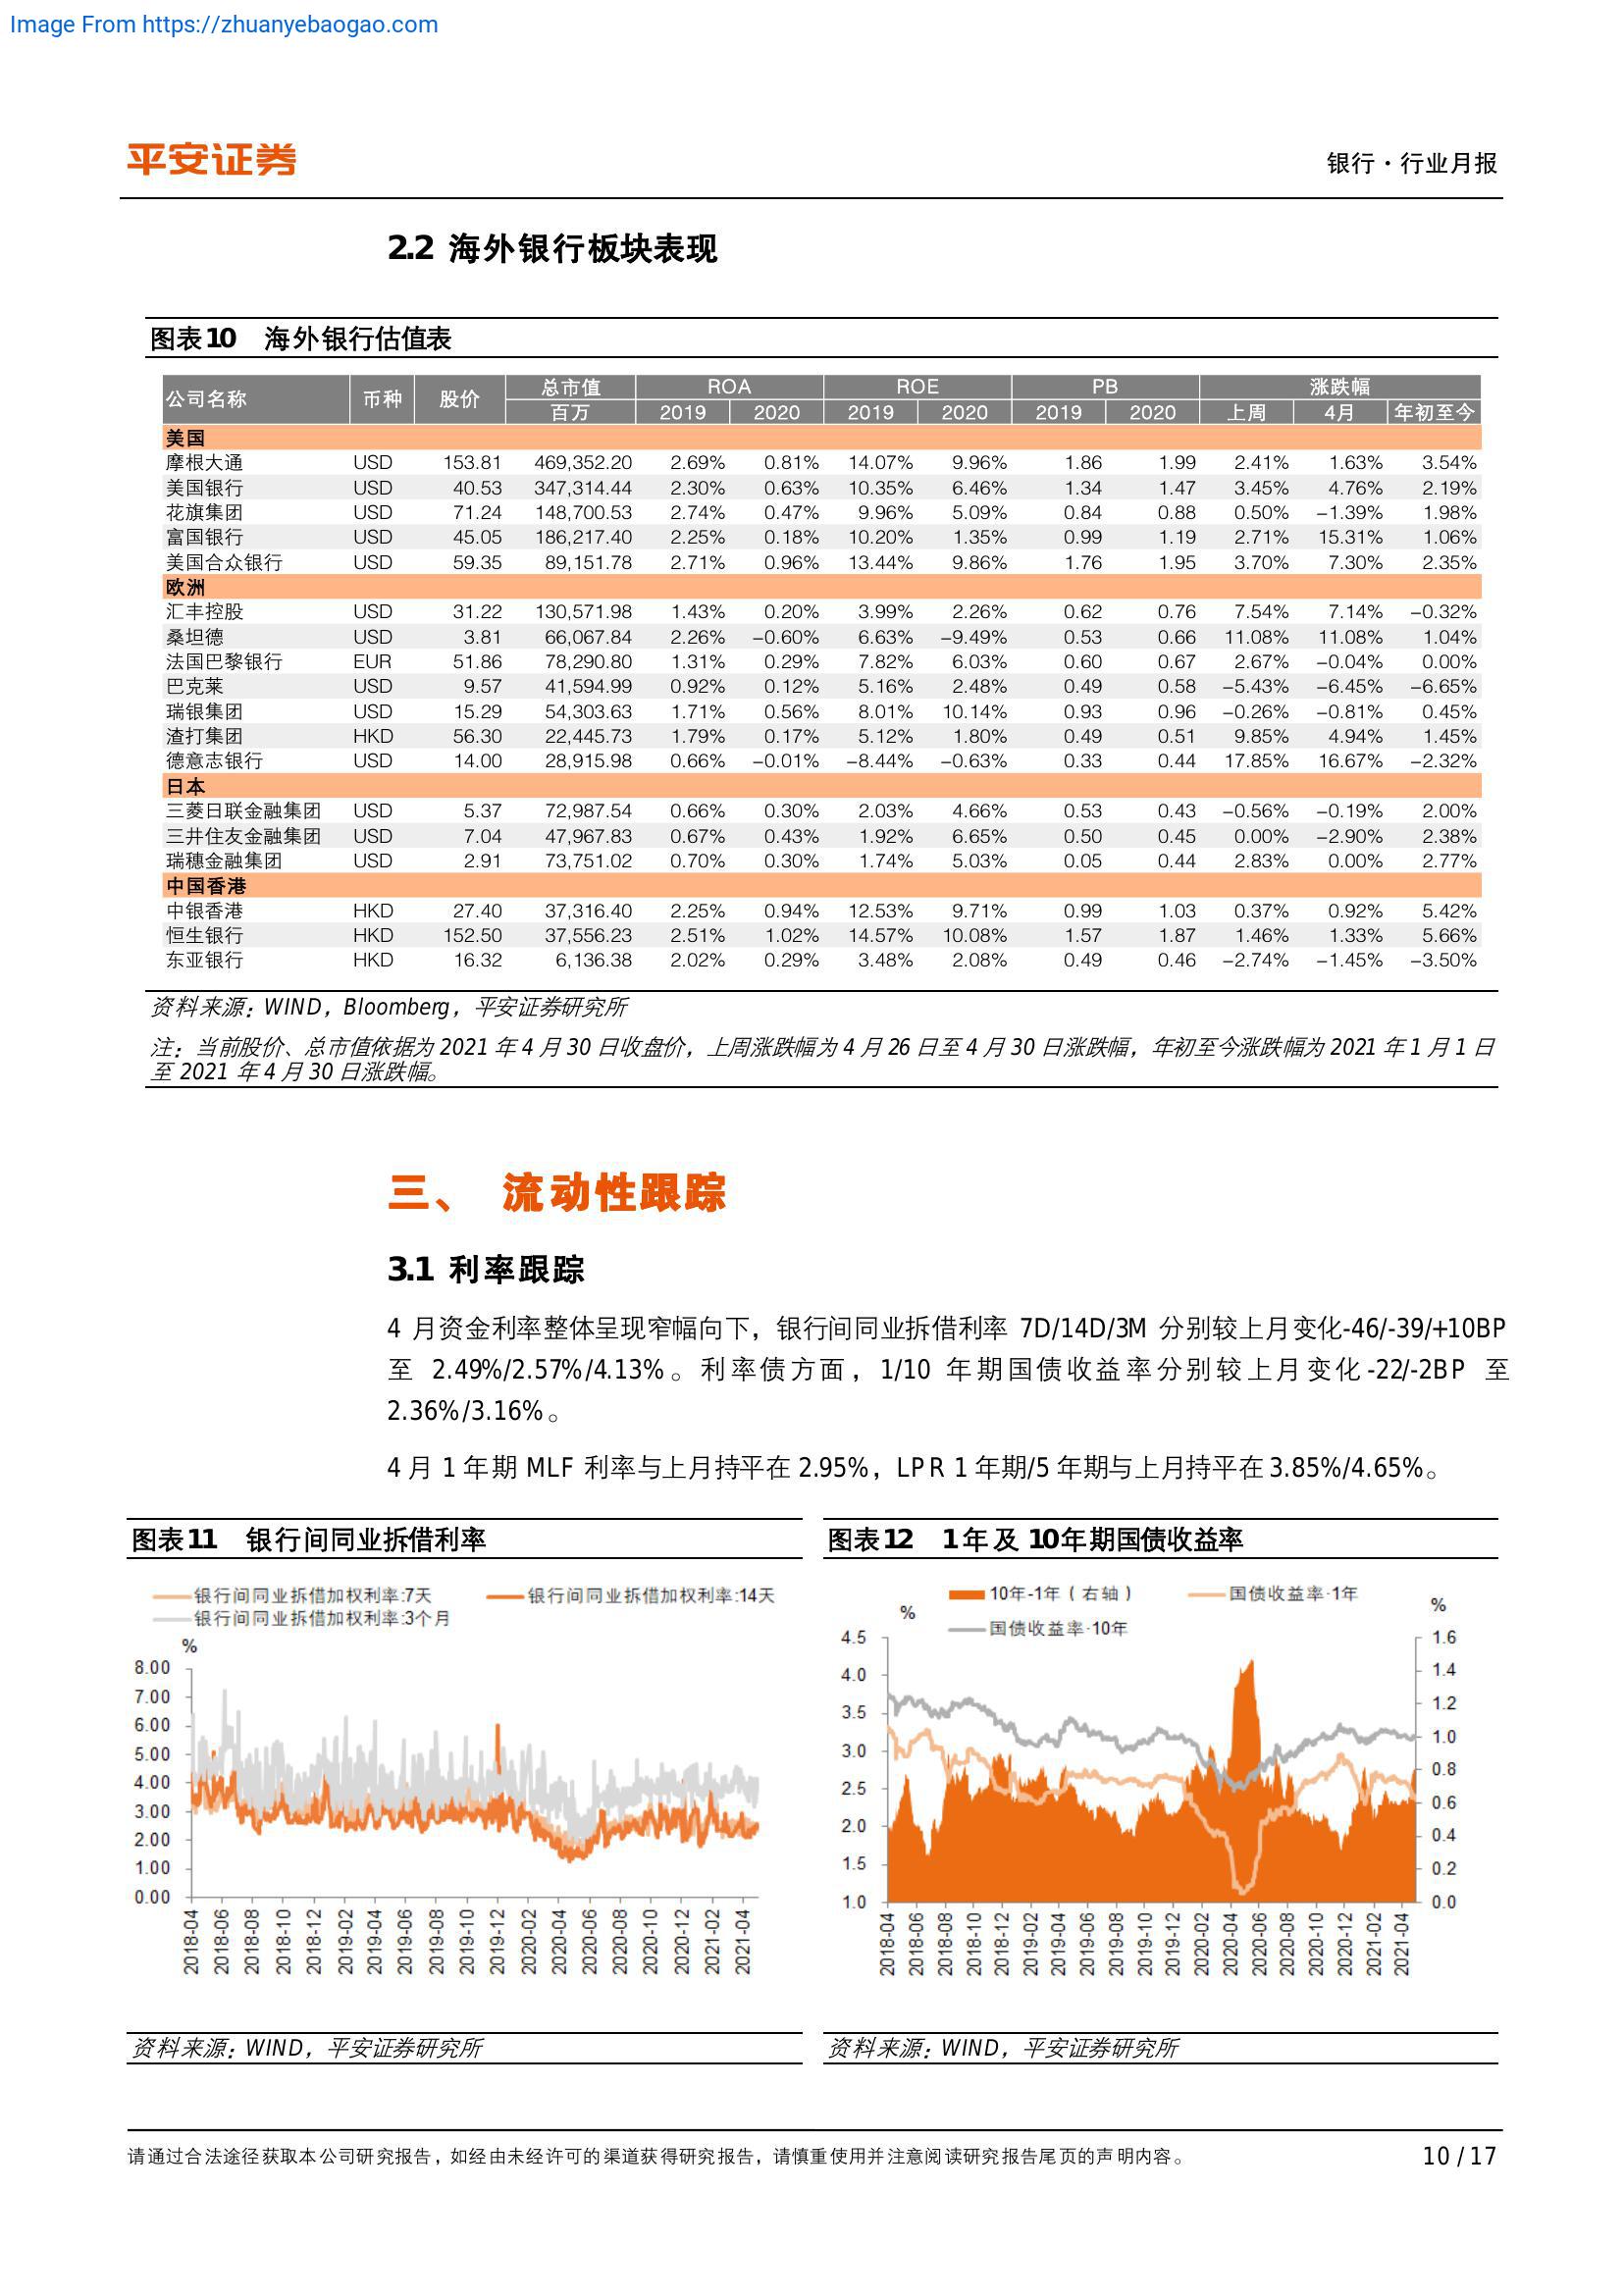 Image From https://zhuanyebaogao.com
平安证券
银行·行业月报
2.2 海外银行板块表现
图表10 海外银行估值表
公司名称 币种 股价 总市值 ROA ROE PB 涨跌幅
百万 2019 2020 2019 2020 2019 2020 上周 4月 年初至今
美国
摩根大通 USD 153.81 469,352.20 2.69% 0.81% 14.07% 9.96% 1.86 1.99 2.41% 1.63% 3.54%
美国银行 USD 40.53 347,314.44 2.30% 0.63% 10.35% 6.46% 1.34 1.47 3.45% 4.76% 2.19%
花旗集团 USD 71.24 148,700.53 2.74% 0.47% 9.96% 5.09% 0.84 0.88 0.50% -1.39% 1.98%
富国银行 USD 45.05 186,217.40 2.25% 0.18% 10.20% 1.35% 0.99 1.19 2.71% 15.31% 1.06%
美国合众银行 USD 59.35 89,151.78 2.71% 0.96% 13.44% 9.86% 1.76 1.95 3.70% 7.30% 2.35%
欧洲
汇丰控股 USD 31.22 130,571.98 1.43% 0.20% 3.99% 2.26% 0.62 0.76 7.54% 7.14% -0.32%
桑坦德 USD 3.81 66,067.84 2.26% -0.60% 6.63% -9.49% 0.53 0.66 11.08% 11.08% 1.04%
法国巴黎银行 EUR 51.86 78,290.80 1.31% 0.29% 7.82% 6.03% 0.60 0.67 2.67% -0.04% 0.00%
巴克莱 USD 9.57 41,594.99 0.92% 0.12% 5.16% 2.48% 0.49 0.58 -5.43% -6.45% -6.65%
瑞银集团 USD 15.29 54,303.63 1.71% 0.56% 8.01% 10.14% 0.93 0.96 -0.26% -0.81% 0.45%
渣打集团 HKD 56.30 22,445.73 1.79% 0.17% 5.12% 1.80% 0.49 0.51 9.85% 4.94% 1.45%
德意志银行 USD 14.00 28,915.98 0.66% -0.01% -8.44% -0.63% 0.33 0.44 17.85% 16.67% -2.32%
日本
三菱日联金融集团 USD 5.37 72,987.54 0.66% 0.30% 2.03% 4.66% 0.53 0.43 -0.56% -0.19% 2.00%
三井住友金融集团 USD 7.04 47,967.83 0.67% 0.43% 1.92% 6.65% 0.50 0.45 0.00% -2.90% 2.38%
瑞穗金融集团 USD 2.91 73,751.02 0.70% 0.30% 1.74% 5.03% 0.05 0.44 2.83% 0.00% 2.77%
中国香港
中银香港 HKD 27.40 37,316.40 2.25% 0.94% 12.53% 9.71% 0.99 1.03 0.37% 0.92% 5.42%
恒生银行 HKD 152.50 37,556.23 2.51% 1.02% 14.57% 10.08% 1.57 1.87 1.46% 1.33% 5.66%
东亚银行 HKD 16.32 6,136.38 2.02% 0.29% 3.48% 2.08% 0.49 0.46 -2.74% -1.45% -3.50%
资料来源：WIND，Bloomberg，平安证券研究所
注：当前股价、总市值依据为 2021 年 4 月 30 日收盘价，上周涨跌幅为 4 月 26 日至 4 月 30 日涨跌幅，年初至今涨跌幅为 2021 年 1 月 1 日
至 2021 年 4 月 30 日涨跌幅。
三、 流动性跟踪
3.1 利率跟踪
4 月资金利率整体呈现窄幅向下，银行间同业拆借利率 7D/14D/3M 分别较上月变化-46/-39/+10BP
至 2.49%/2.57%/4.13%。利率债方面，1/10 年期国债收益率分别较上月变化-22/-2BP 至
2.36%/3.16%。
4 月 1 年期 MLF 利率与上月持平在 2.95%，LPR 1 年期/5 年期与上月持平在 3.85%/4.65%。
图表11 银行间同业拆借利率
银行间同业拆借加权利率:7天 银行间同业拆借加权利率:14天
银行间同业拆借加权利率:3个月
%
8.00
7.00
6.00
5.00
4.00
3.00
2.00
1.00
0.00
2018-04 2018-06 2018-08 2018-10 2018-12 2019-02 2019-04 2019-06 2019-08 2019-10 2019-12 2020-02 2020-04 2020-06 2020-08 2020-10 2020-12 2021-02 2021-04
资料来源：WIND，平安证券研究所
图表12 1年及10年期国债收益率
10年-1年（右轴） 国债收益率-1年
国债收益率-10年
% %
4.5 1.6
4.0 1.4
3.5 1.2
3.0 1.0
2.5 0.8
2.0 0.6
1.5 0.4
1.0 0.2
0.0
2018-04 2018-06 2018-08 2018-10 2018-12 2019-02 2019-04 2019-06 2019-08 2019-10 2019-12 2020-02 2020-04 2020-06 2020-08 2020-10 2020-12 2021-02 2021-04
资料来源：WIND，平安证券研究所
请通过合法途径获取本公司研究报告，如经由未经许可的渠道获得研究报告，请慎重使用并注意阅读研究报告尾页的声明内容。
10 / 17